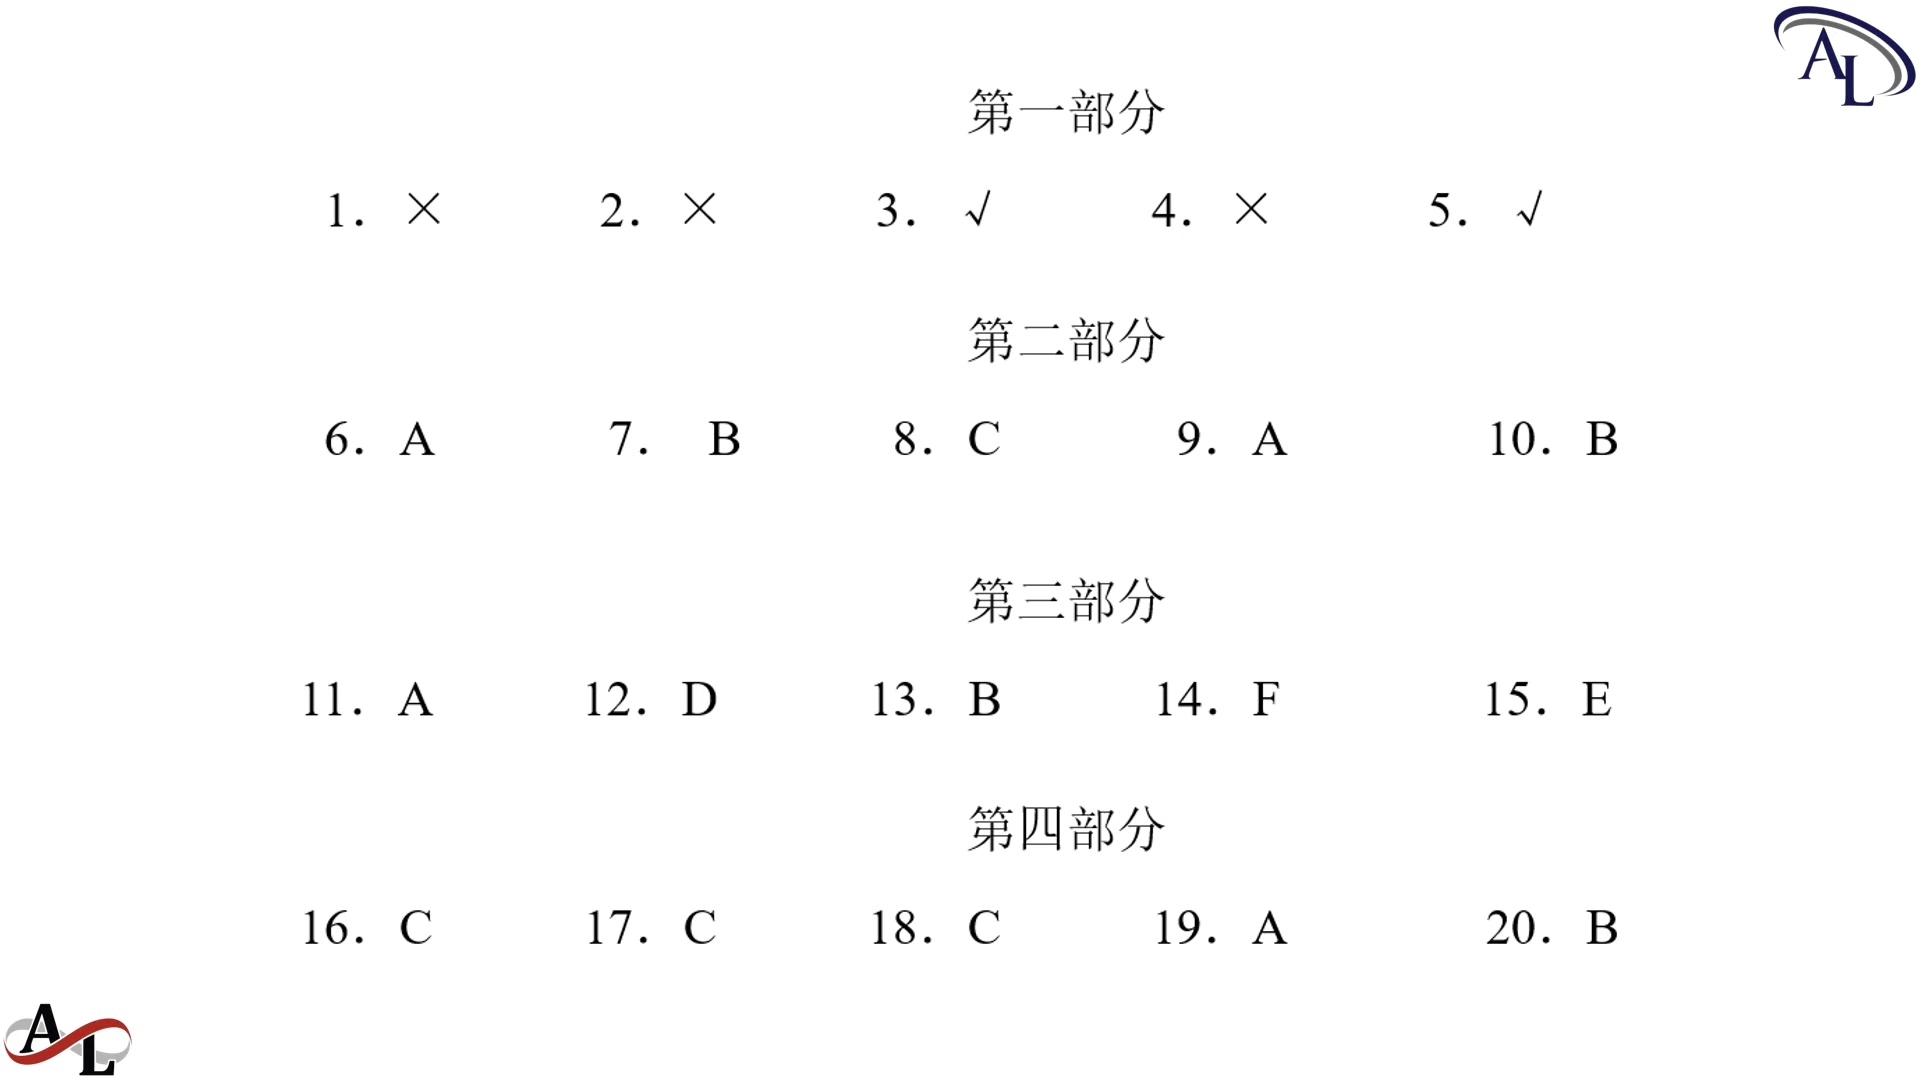 AL
第一部分
1. × 2. × 3. √ 4. × 5. √
第二部分
6. A 7. B 8. C 9. A 10. B
第三部分
11. A 12. D 13. B 14. F 15. E
第四部分
16. C 17. C 18. C 19. A 20. B
AL